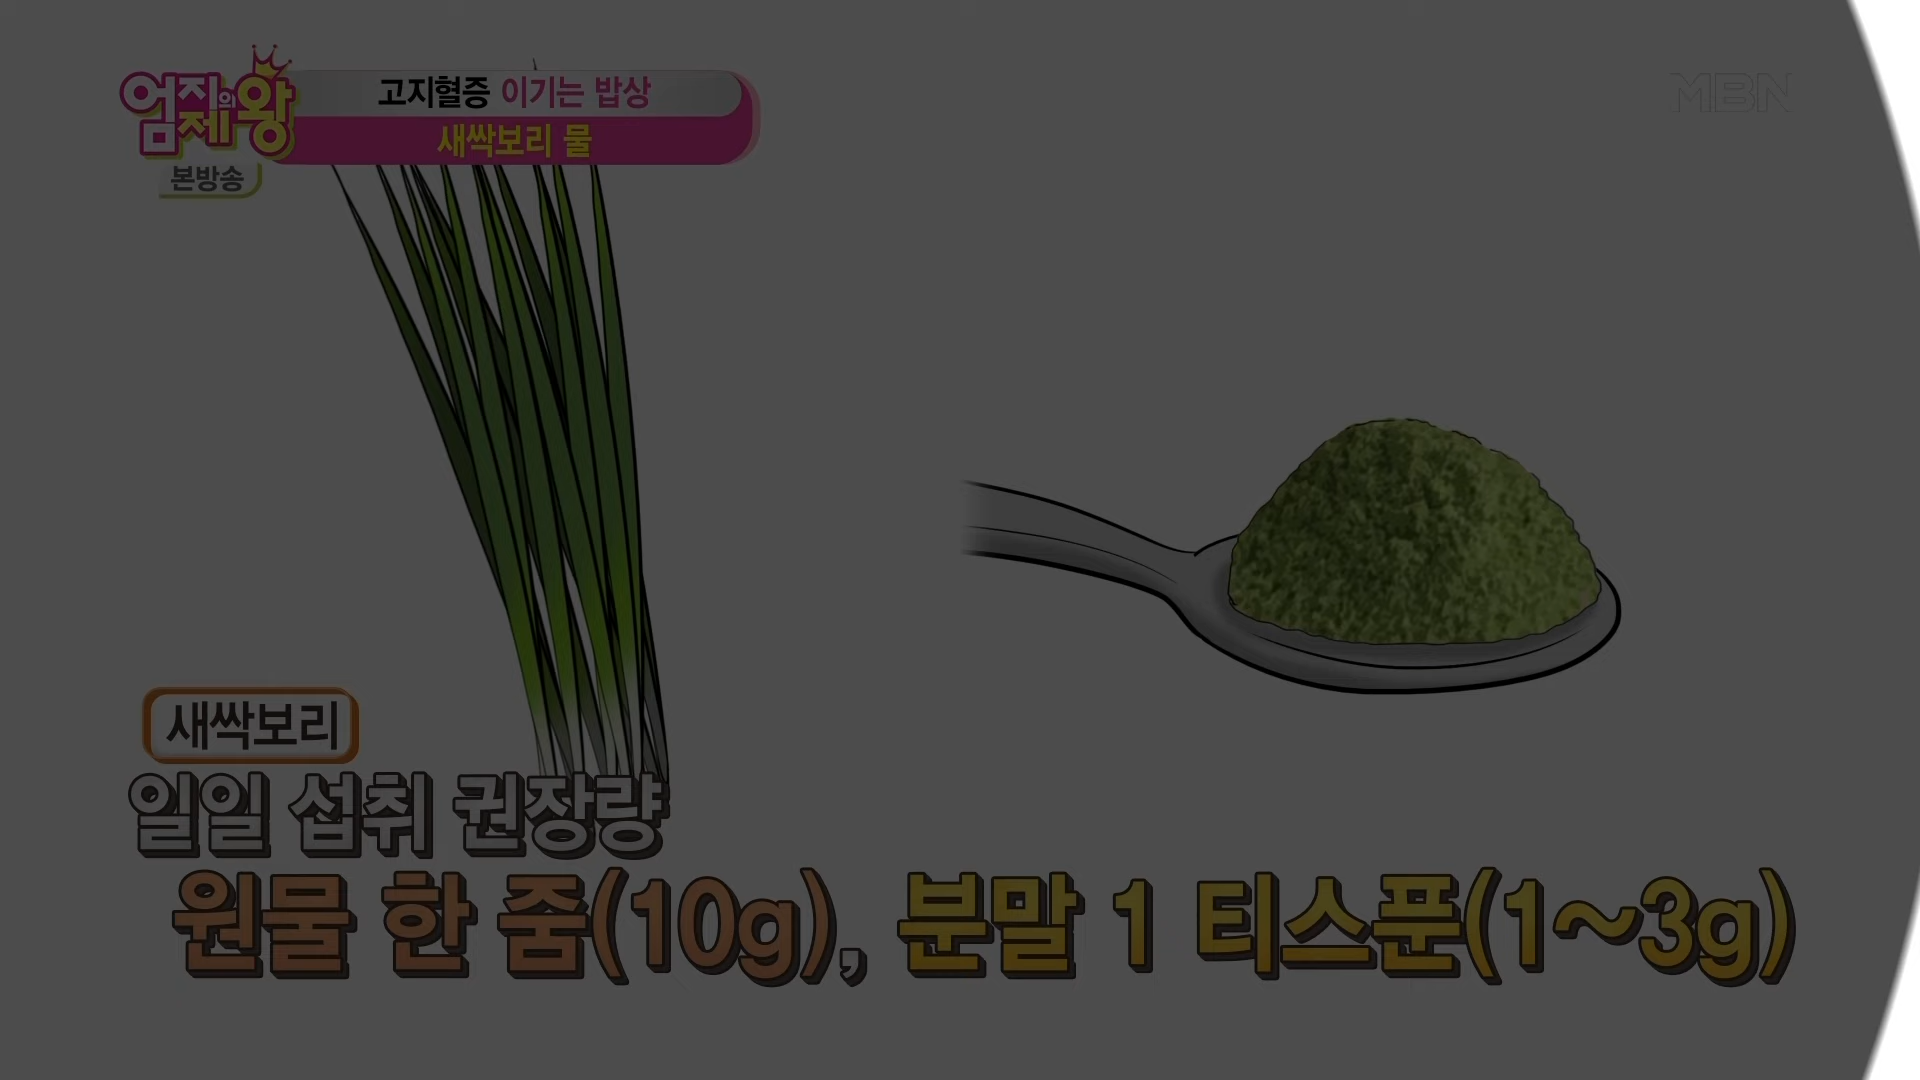 엄지의 제왕
고지혈증 이기는 밥상
새싹보리 물
본방송
MBN
새싹보리
일일 섭취 권장량
원물 한 줌(10g), 분말 1 티스푼(1~3g)